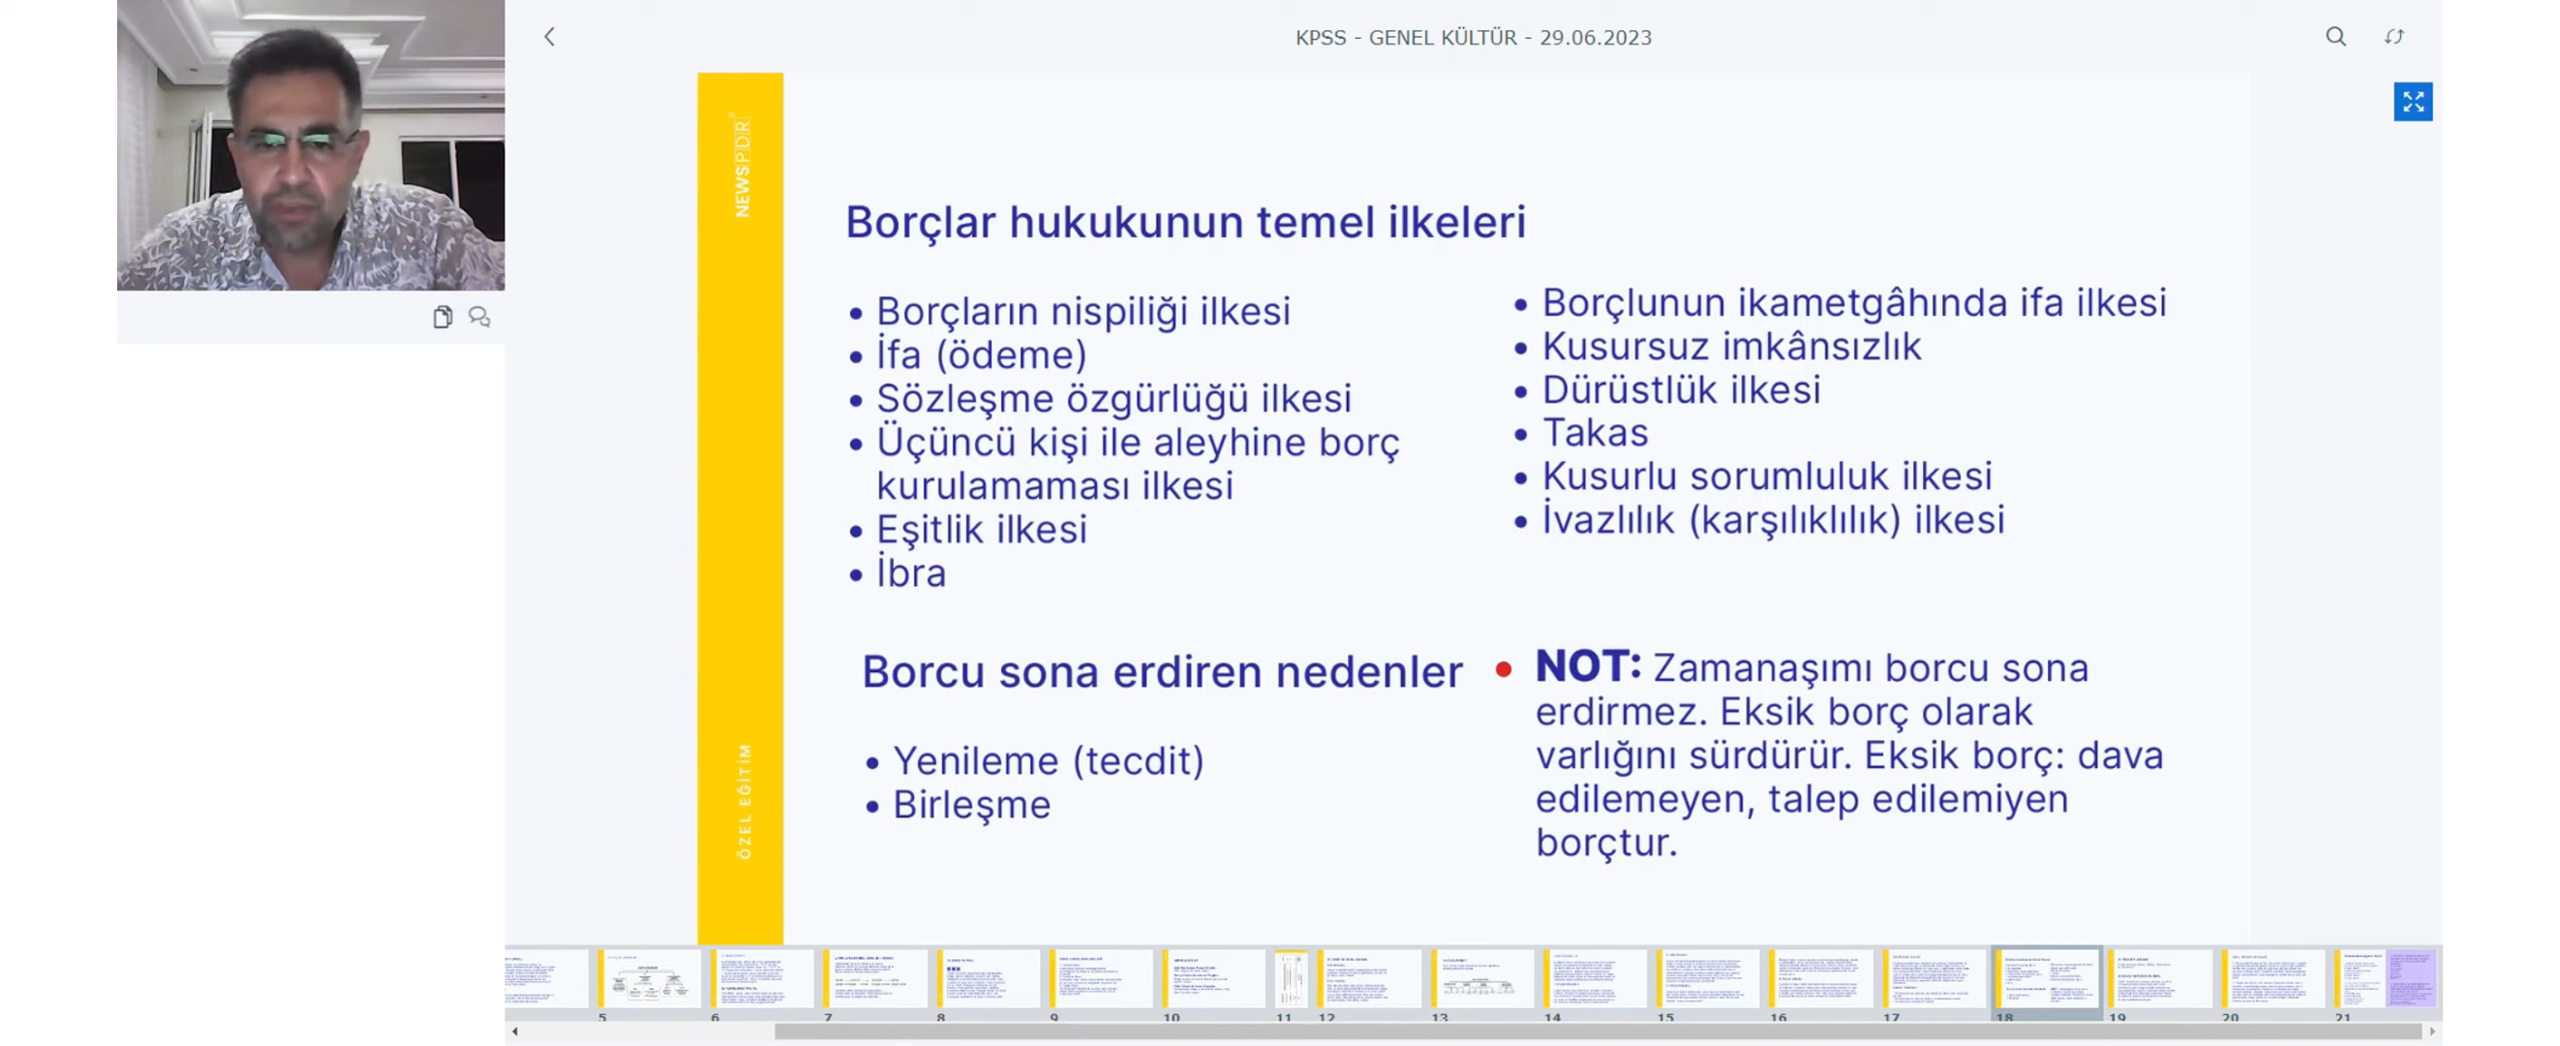 KPSS - GENEL KÜLTÜR - 29.06.2023
NEWSPDR
ÖZEL EĞİTİM
Borçlar hukukunun temel ilkeleri
• Borçların nispiliği ilkesi
• İfa (ödeme)
• Sözleşme özgürlüğü ilkesi
• Üçüncü kişi ile aleyhine borç
kurulamaması ilkesi
• Eşitlik ilkesi
• İbra
• Borçlunun ikametgâhında ifa ilkesi
• Kusursuz imkânsızlık
• Dürüstlük ilkesi
• Takas
• Kusurlu sorumluluk ilkesi
• İvazlılık (karşılıklılık) ilkesi
Borcu sona erdiren nedenler
• Yenileme (tecdit)
• Birleşme
NOT: Zamanaşımı borcu sona
erdirmez. Eksik borç olarak
varlığını sürdürür. Eksik borç: dava
edilemeyen, talep edilemiyen
borçtur.
5 6 7 8 9 10 11 12 13 14 15 16 17 18 19 20 21